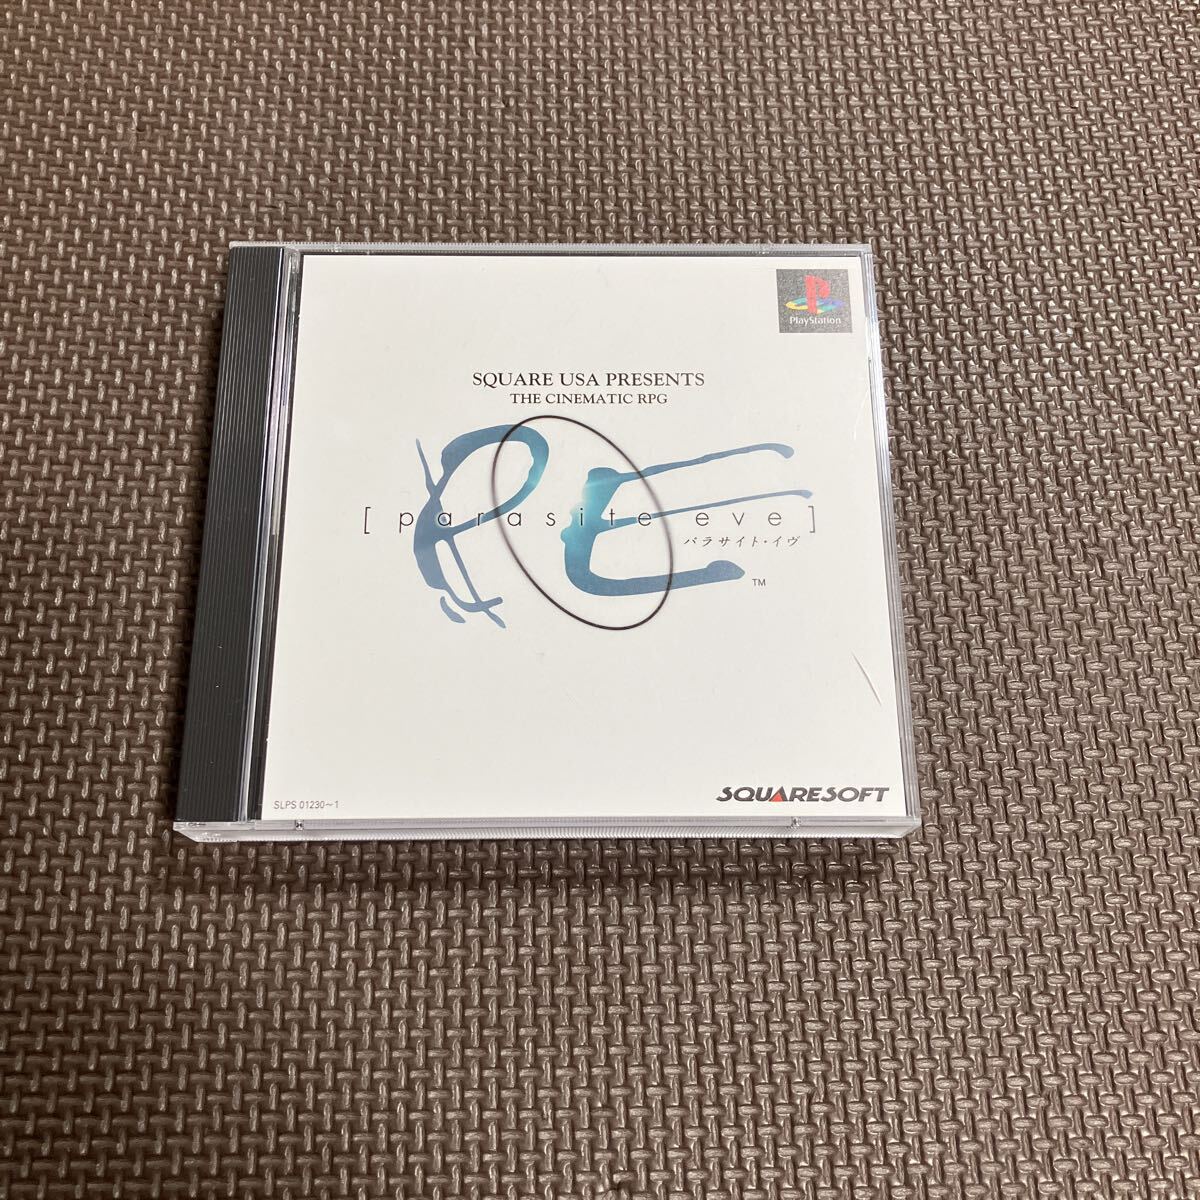 PlayStation
SQUARE USA PRESENTS
THE CINEMATIC RPG
PE
[ parasite eve ]
パラサイト・イヴ
TM
SLPS 01230~1
SQUARESOFT